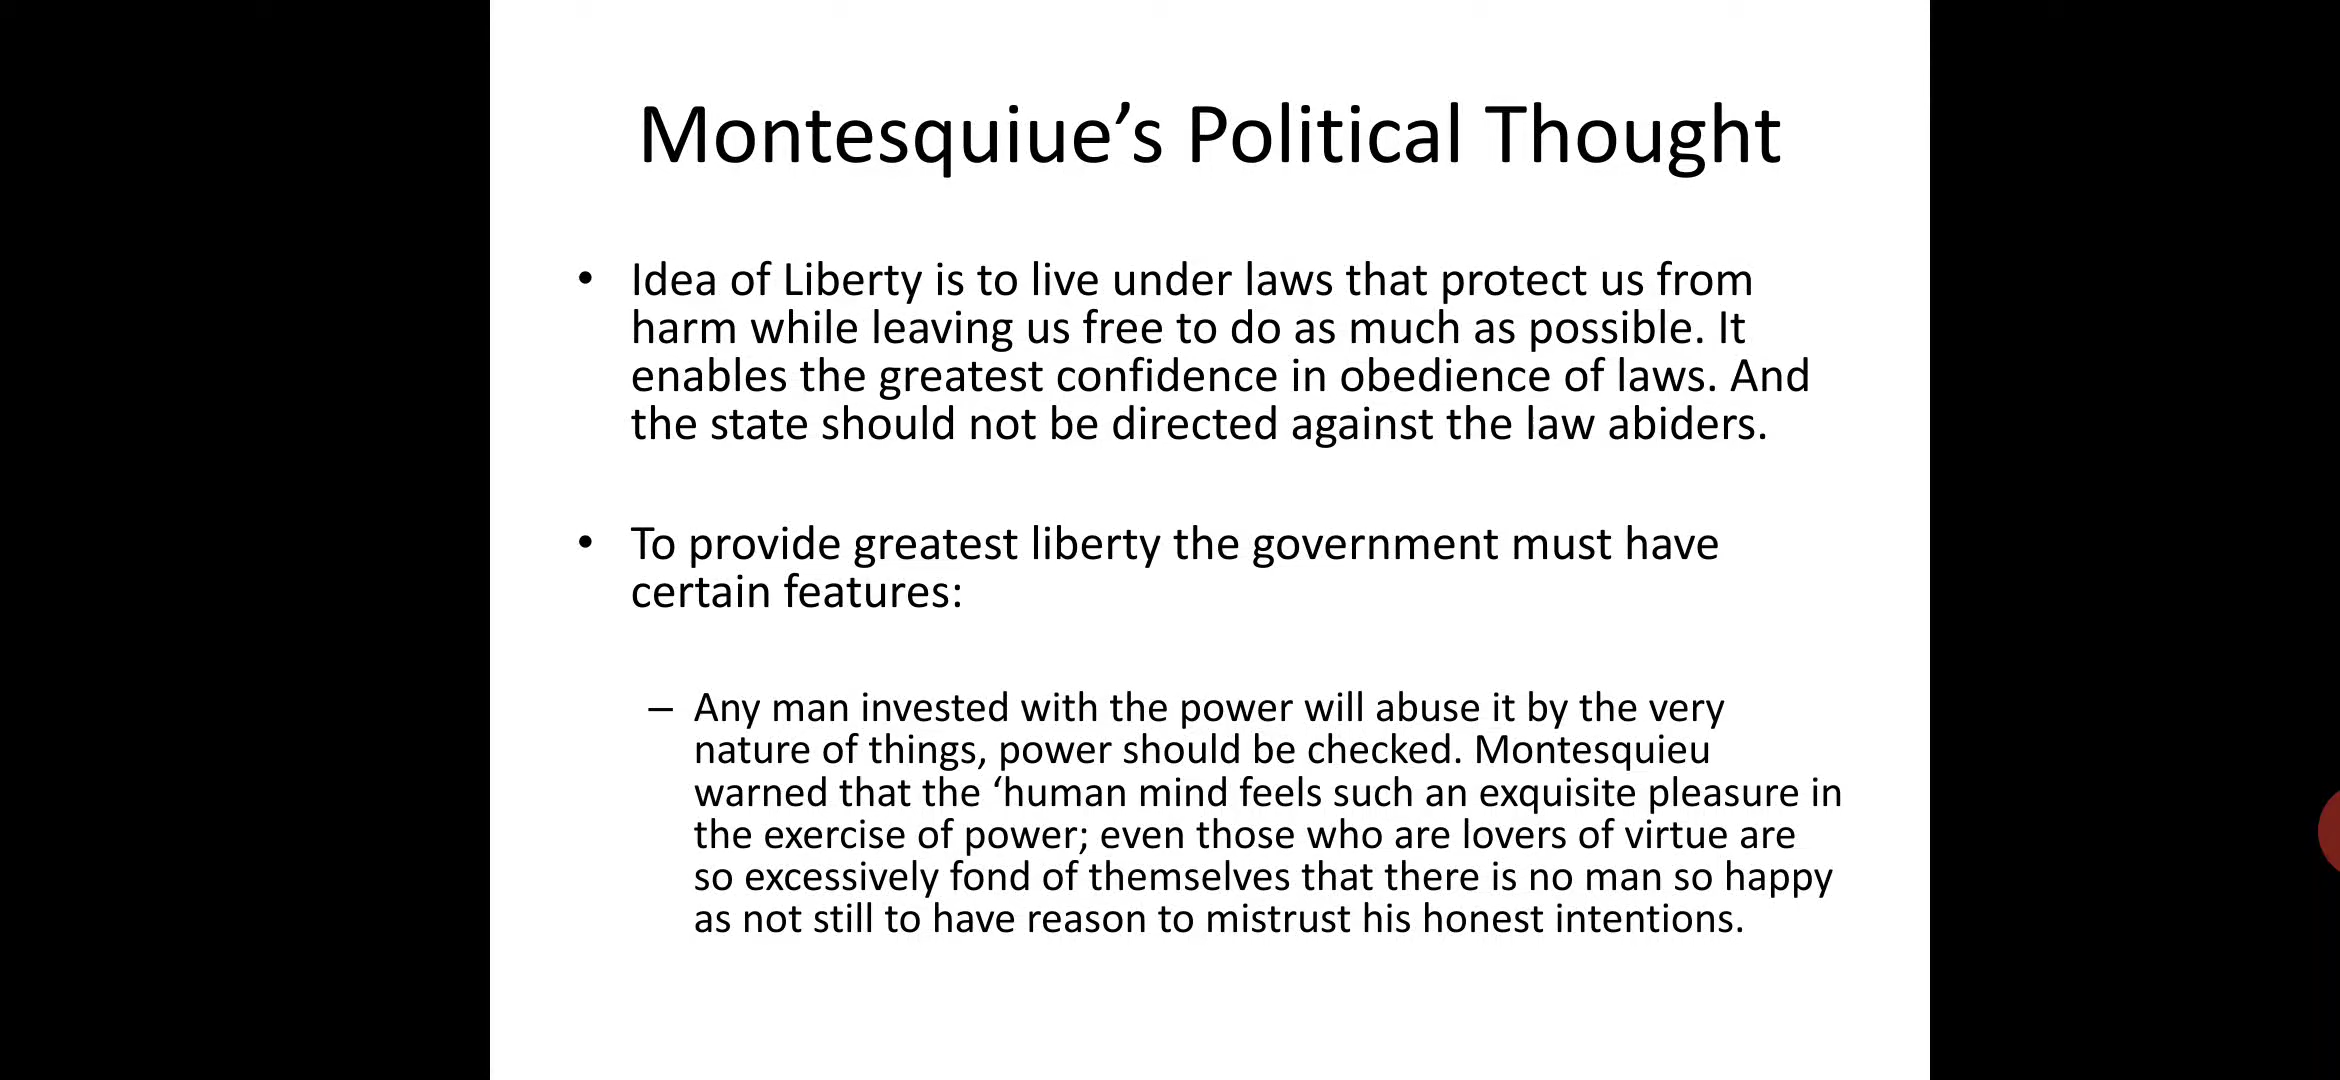 Montesquiue’s Political Thought
• Idea of Liberty is to live under laws that protect us from
harm while leaving us free to do as much as possible. It
enables the greatest confidence in obedience of laws. And
the state should not be directed against the law abiders.
• To provide greatest liberty the government must have
certain features:
– Any man invested with the power will abuse it by the very
nature of things, power should be checked. Montesquieu
warned that the ‘human mind feels such an exquisite pleasure in
the exercise of power; even those who are lovers of virtue are
so excessively fond of themselves that there is no man so happy
as not still to have reason to mistrust his honest intentions.